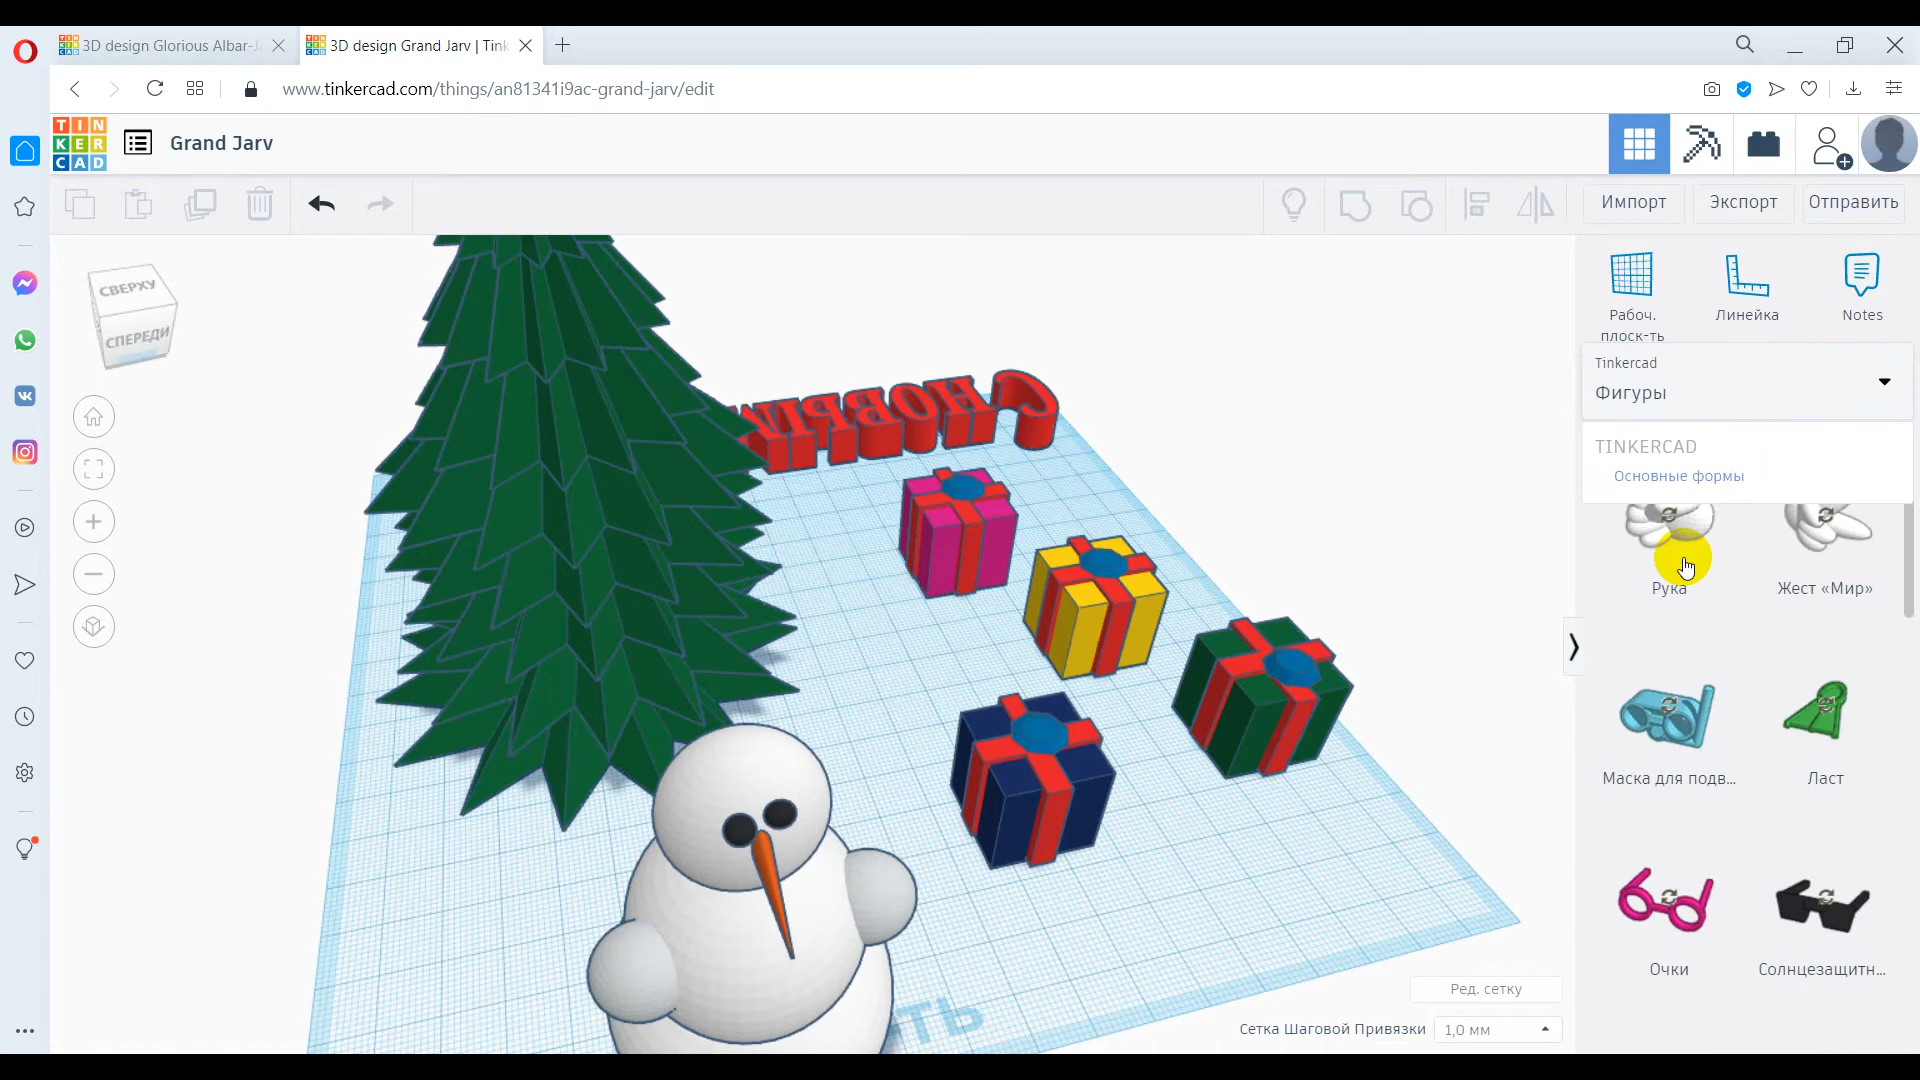 3D design Glorious Albar-J
3D design Grand Jarv | Tink
www.tinkercad.com/things/an81341i9ac-grand-jarv/edit
TIN
KER
CAD
Grand Jarv
Импорт
Экспорт
Отправить
СВЕРХУ
СПЕРЕДИ
Рабоч.
плоск-ть
Линейка
Notes
Tinkercad
Фигуры
TINKERCAD
Основные формы
С НОВЫМ
Рука
Жест «Мир»
Маска для подв...
Ласт
Очки
Солнцезащитн...
Ред. сетку
Сетка Шаговой Привязки
1,0 мм